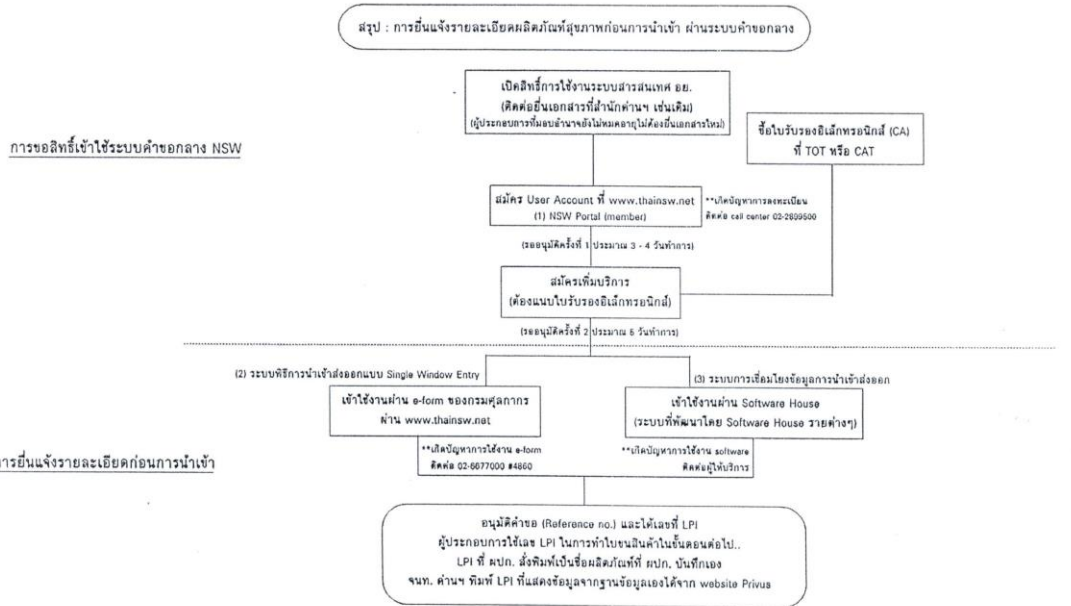 สรุป : การยื่นแจ้งรายละเอียดผลิตภัณฑ์สุขภาพก่อนการนำเข้า ผ่านระบบคำขอกลาง
เปิดสิทธิ์การใช้งานระบบสารสนเทศ อย.
(ติดต่อยื่นเอกสารที่สำนักด่านฯ เช่นเดิม)
(ผู้ประกอบการที่มอบอำนาจยังไม่หมดอายุไม่ต้องยื่นเอกสารใหม่)
ซื้อใบรับรองอิเล็กทรอนิกส์ (CA)
ที่ TOT หรือ CAT
การขอสิทธิ์เข้าใช้ระบบคำขอกลาง NSW
สมัคร User Account ที่ www.thainsw.net
(1) NSW Portal (member)
**เกิดปัญหาการลงทะเบียน
ติดต่อ call center 02-2899500
(รออนุมัติครั้งที่ 1 ประมาณ 3 - 4 วันทำการ)
สมัครเพิ่มบริการ
(ต้องแนบใบรับรองอิเล็กทรอนิกส์)
(รออนุมัติครั้งที่ 2 ประมาณ 5 วันทำการ)
(2) ระบบพิธีการนำเข้าส่งออกแบบ Single Window Entry
(3) ระบบการเชื่อมโยงข้อมูลการนำเข้าส่งออก
เข้าใช้งานผ่าน e-form ของกรมศุลกากร
ผ่าน www.thainsw.net
เข้าใช้งานผ่าน Software House
(ระบบที่พัฒนาโดย Software House รายต่างๆ)
**เกิดปัญหาการใช้งาน e-form
ติดต่อ 02-6677000 #4860
**เกิดปัญหาการใช้งาน software
ติดต่อผู้ให้บริการ
การยื่นแจ้งรายละเอียดก่อนการนำเข้า
อนุมัติคำขอ (Reference no.) และได้เลขที่ LPI
ผู้ประกอบการใช้เลข LPI ในการทำใบขนสินค้าในขั้นตอนต่อไป..
LPI ที่ ผปก. สั่งพิมพ์เป็นชื่อผลิตภัณฑ์ที่ ผปก. บันทึกเอง
จนท. ด่านฯ พิมพ์ LPI ที่แสดงข้อมูลจากฐานข้อมูลเองได้จาก website Privus